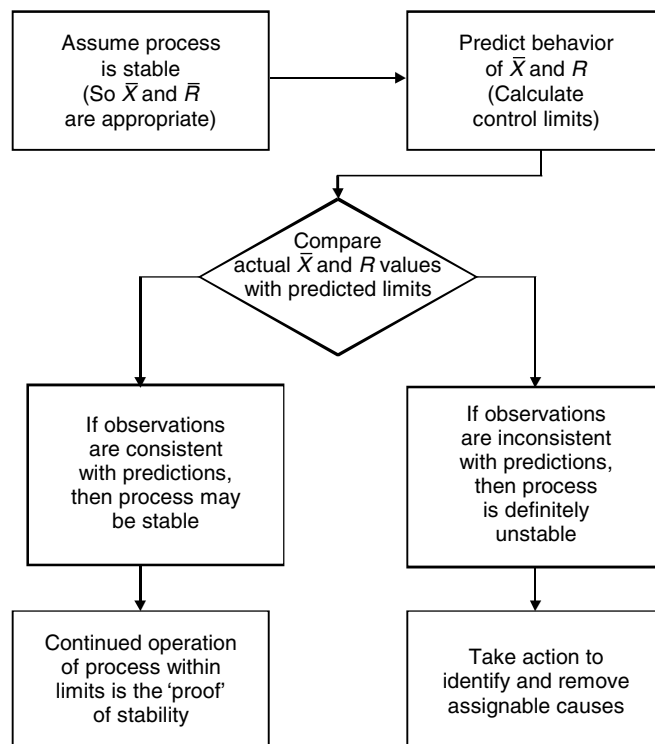 Assume process
is stable
(So X̄ and R̄
are appropriate)
Predict behavior
of X̄ and R
(Calculate
control limits)
Compare
actual X̄ and R values
with predicted limits
If observations
are consistent
with predictions,
then process may
be stable
If observations
are inconsistent
with predictions,
then process
is definitely
unstable
Continued operation
of process within
limits is the ‘proof’
of stability
Take action to
identify and remove
assignable causes